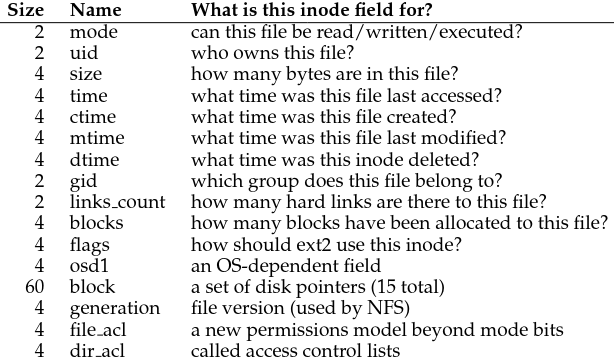 Size Name What is this inode field for?
2 mode can this file be read/written/executed?
2 uid who owns this file?
4 size how many bytes are in this file?
4 time what time was this file last accessed?
4 ctime what time was this file created?
4 mtime what time was this file last modified?
4 dtime what time was this inode deleted?
2 gid which group does this file belong to?
2 links_count how many hard links are there to this file?
4 blocks how many blocks have been allocated to this file?
4 flags how should ext2 use this inode?
4 osd1 an OS-dependent field
60 block a set of disk pointers (15 total)
4 generation file version (used by NFS)
4 file_acl a new permissions model beyond mode bits
4 dir_acl called access control lists